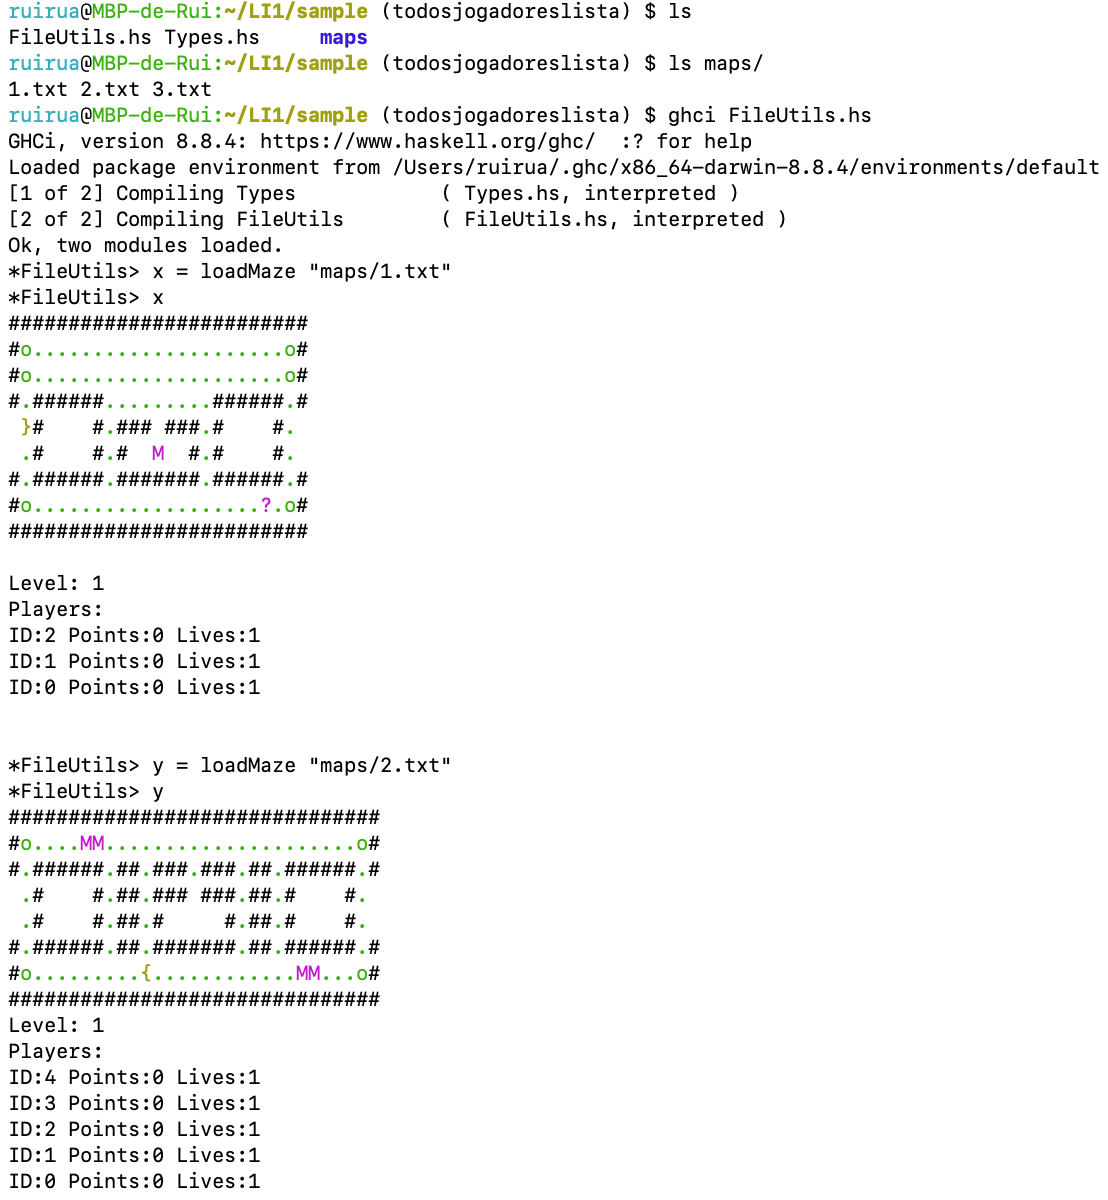 ruirua@MBP-de-Rui:~/LI1/sample (todosjogadoreslista) $ ls
FileUtils.hs Types.hs     maps
ruirua@MBP-de-Rui:~/LI1/sample (todosjogadoreslista) $ ls maps/
1.txt 2.txt 3.txt
ruirua@MBP-de-Rui:~/LI1/sample (todosjogadoreslista) $ ghci FileUtils.hs
GHCi, version 8.8.4: https://www.haskell.org/ghc/  :? for help
Loaded package environment from /Users/ruirua/.ghc/x86_64-darwin-8.8.4/environments/default
[1 of 2] Compiling Types            ( Types.hs, interpreted )
[2 of 2] Compiling FileUtils        ( FileUtils.hs, interpreted )
Ok, two modules loaded.
*FileUtils> x = loadMaze "maps/1.txt"
*FileUtils> x
#########################
#o.....................o#
#o.....................o#
#.######.........######.#
 }#    #.### ###.#    #.
 .#    #.#  M  #.#    #.
#.######.#######.######.#
#o...................?.o#
#########################

Level: 1
Players:
ID:2 Points:0 Lives:1
ID:1 Points:0 Lives:1
ID:0 Points:0 Lives:1


*FileUtils> y = loadMaze "maps/2.txt"
*FileUtils> y
###############################
#o....MM.....................o#
#.######.##.###.###.##.######.#
 .#    #.##.### ###.##.#    #.
 .#    #.##.#     #.##.#    #.
#.######.##.#######.##.######.#
#o.........{............MM...o#
###############################
Level: 1
Players:
ID:4 Points:0 Lives:1
ID:3 Points:0 Lives:1
ID:2 Points:0 Lives:1
ID:1 Points:0 Lives:1
ID:0 Points:0 Lives:1